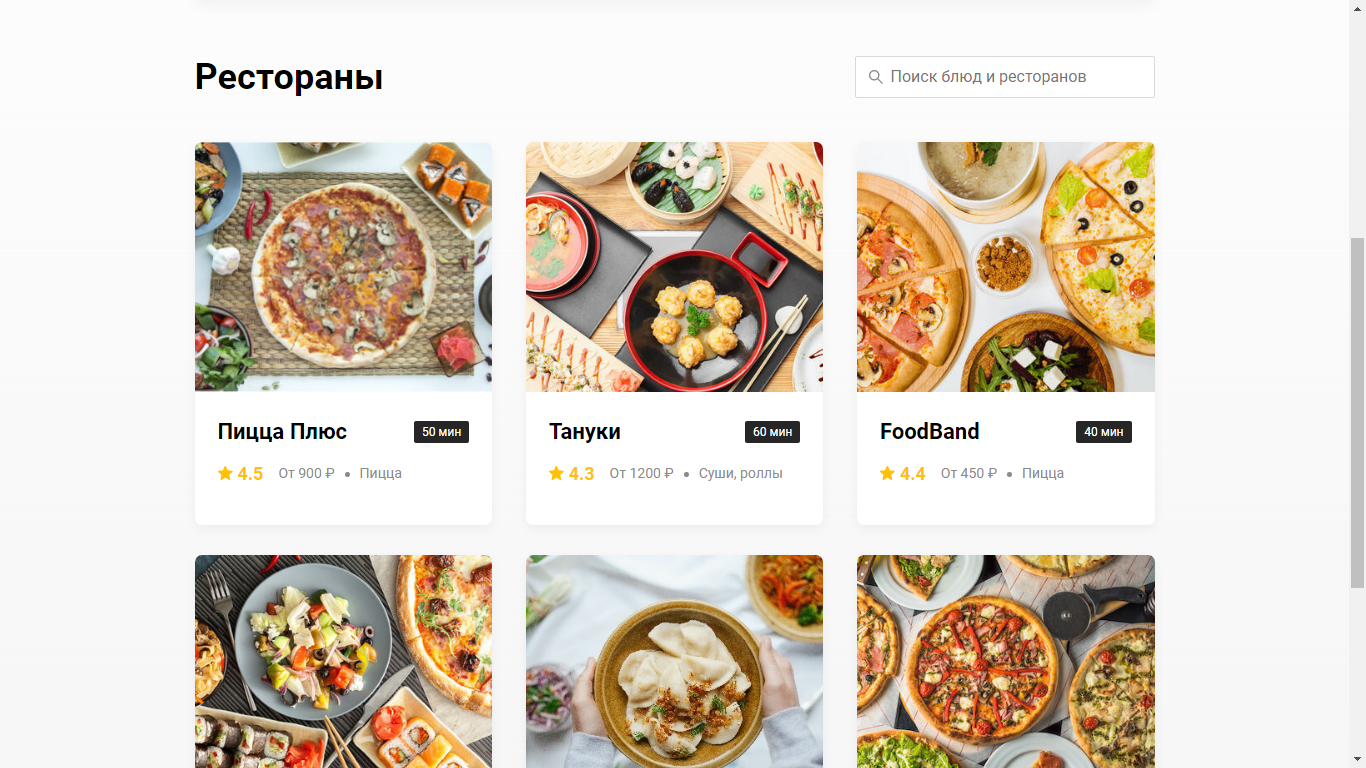 Рестораны
Поиск блюд и ресторанов
Пицца Плюс
50 мин
4.5 От 900 ₽ • Пицца
Тануки
60 мин
4.3 От 1200 ₽ • Суши, роллы
FoodBand
40 мин
4.4 От 450 ₽ • Пицца